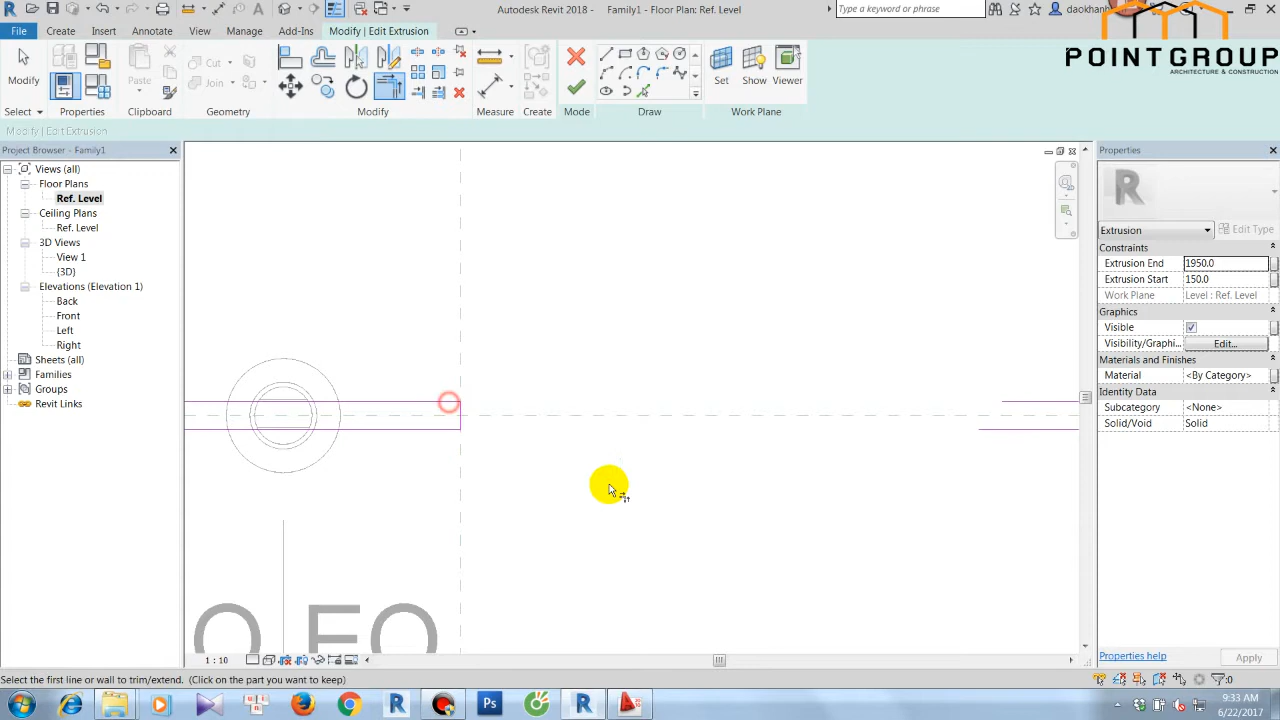 Autodesk Revit 2018 - Family1 - Floor Plan: Ref. Level
Type a keyword or phrase
daokhanh
POINTGROUP
ARCHITECTURE & CONSTRUCTION
File Create Insert Annotate View Manage Add-Ins Modify | Edit Extrusion
Modify
Paste
Cut
Join
Set Show Viewer
Select Properties Clipboard Geometry Modify Measure Create Mode Draw Work Plane
Modify | Edit Extrusion
Project Browser - Family1
Views (all)
Floor Plans
Ref. Level
Ceiling Plans
Ref. Level
3D Views
View 1
{3D}
Elevations (Elevation 1)
Back
Front
Left
Right
Sheets (all)
Families
Groups
Revit Links
Q EQ
Properties
Extrusion Edit Type
Constraints
Extrusion End 1950.0
Extrusion Start 150.0
Work Plane Level : Ref. Level
Graphics
Visible
Visibility/Graphi... Edit...
Materials and Finishes
Material <By Category>
Identity Data
Subcategory <None>
Solid/Void Solid
Properties help Apply
1 : 10
Select the first line or wall to trim/extend. (Click on the part you want to keep)
:0
9:33 AM
6/22/2017